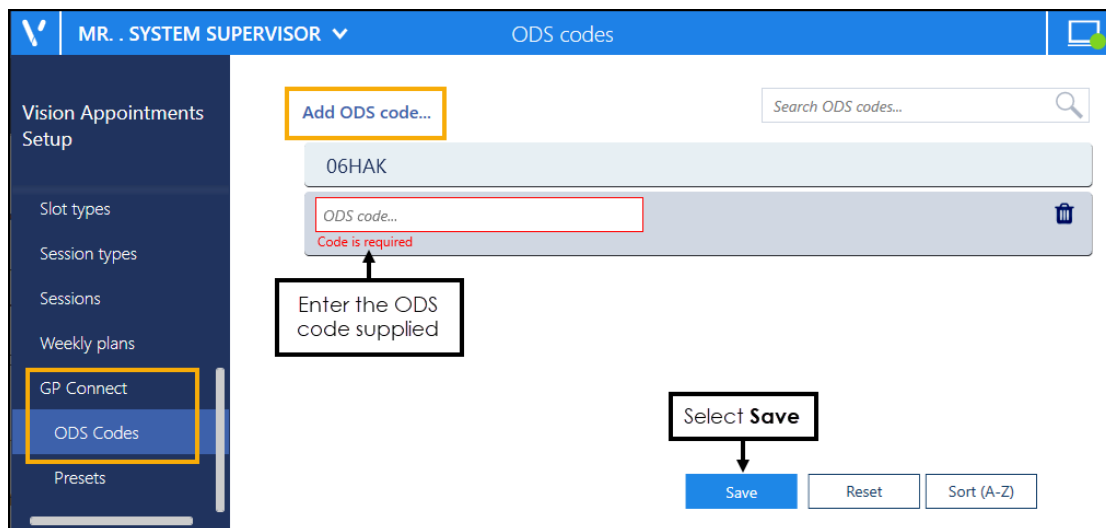 MR. . SYSTEM SUPERVISOR
ODS codes
Vision Appointments
Setup
Slot types
Session types
Sessions
Weekly plans
GP Connect
ODS Codes
Presets
Add ODS code...
Search ODS codes...
06HAK
ODS code...
Code is required
Enter the ODS
code supplied
Select Save
Save
Reset
Sort (A-Z)